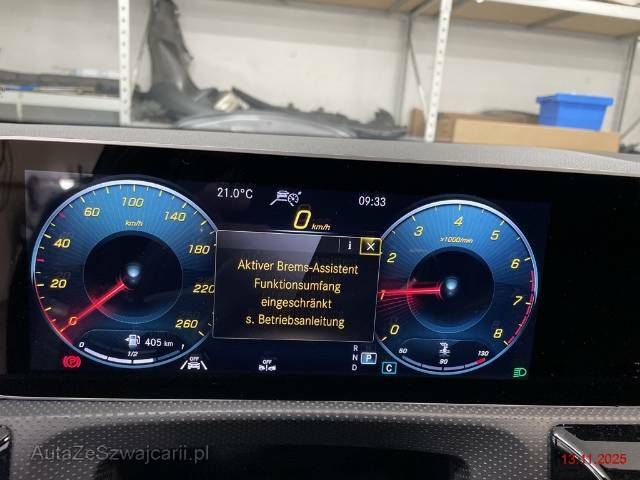 21.0°C
09:33
0 km/h
i
Aktiver Brems-Assistent
Funktionsumfang
eingeschränkt
s. Betriebsanleitung
0
20
40
60
100
140
180
220
260
km/h
405 km
0
1/2
1
OFF
OFF
R
N
D
P
C
0
1
2
3
4
5
6
7
8
x1000/min
50
90
130
AutaZeSzwajcarii.pl
13.11.2025